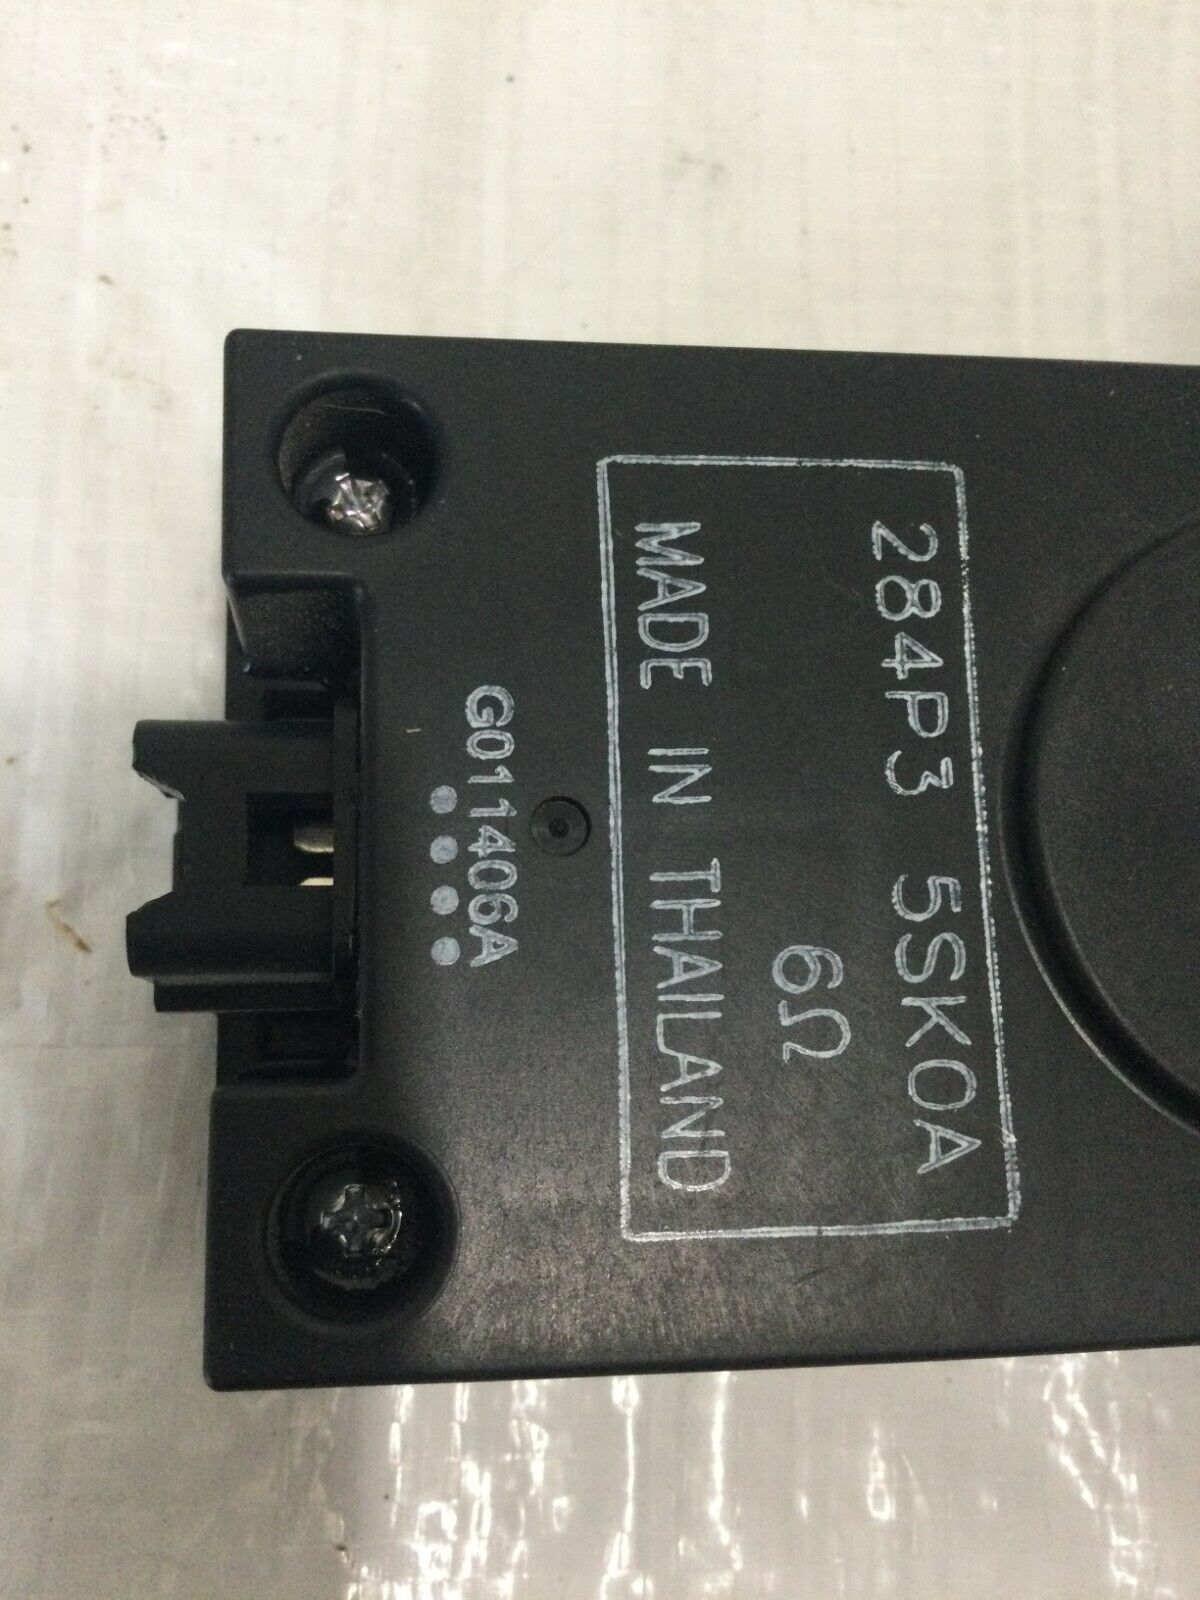 284P3 5SK0A
6Ω
MADE IN THAILAND
G011406A